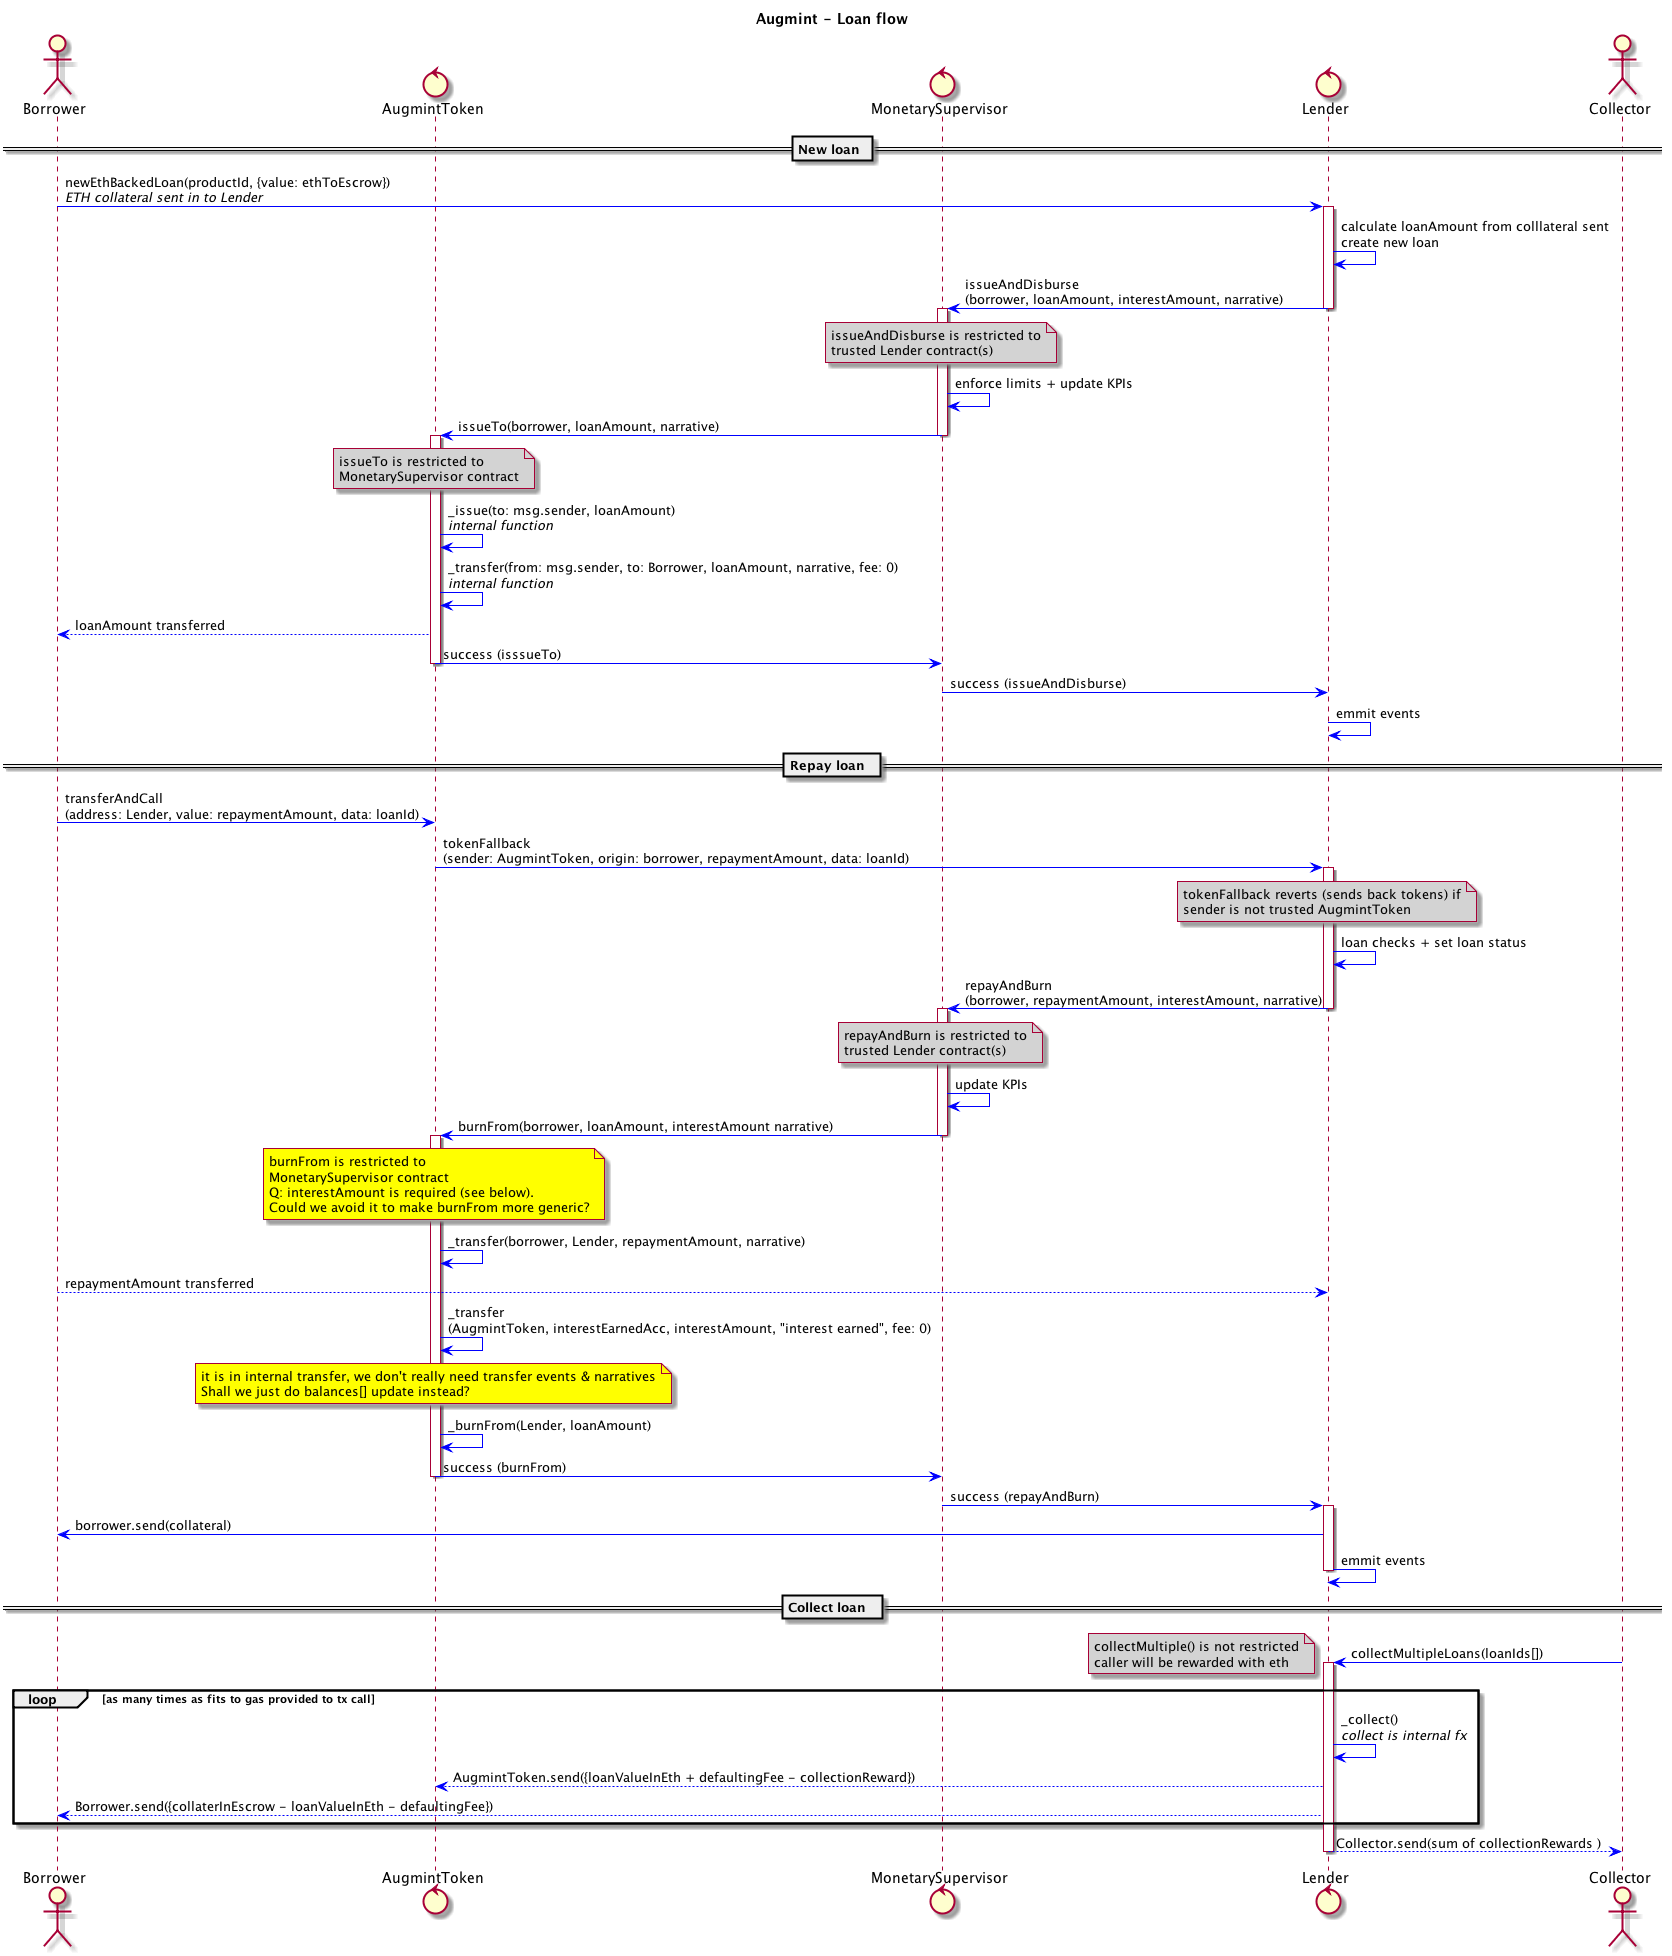 Augmint - Loan flow
Borrower
AugmintToken
MonetarySupervisor
Lender
Collector
New loan
newEthBackedLoan(productId, {value: ethToEscrow})
ETH collateral sent in to Lender
calculate loanAmount from colllateral sent
create new loan
issueAndDisburse
(borrower, loanAmount, interestAmount, narrative)
issueAndDisburse is restricted to
trusted Lender contract(s)
enforce limits + update KPIs
issueTo(borrower, loanAmount, narrative)
issueTo is restricted to
MonetarySupervisor contract
_issue(to: msg.sender, loanAmount)
internal function
_transfer(from: msg.sender, to: Borrower, loanAmount, narrative, fee: 0)
internal function
loanAmount transferred
success (isssueTo)
success (issueAndDisburse)
emmit events
Repay loan
transferAndCall
(address: Lender, value: repaymentAmount, data: loanId)
tokenFallback
(sender: AugmintToken, origin: borrower, repaymentAmount, data: loanId)
tokenFallback reverts (sends back tokens) if
sender is not trusted AugmintToken
loan checks + set loan status
repayAndBurn
(borrower, repaymentAmount, interestAmount, narrative)
repayAndBurn is restricted to
trusted Lender contract(s)
update KPIs
burnFrom(borrower, loanAmount, interestAmount narrative)
burnFrom is restricted to
MonetarySupervisor contract
Q: interestAmount is required (see below).
Could we avoid it to make burnFrom more generic?
_transfer(borrower, Lender, repaymentAmount, narrative)
repaymentAmount transferred
_transfer
(AugmintToken, interestEarnedAcc, interestAmount, "interest earned", fee: 0)
it is in internal transfer, we don't really need transfer events & narratives
Shall we just do balances[] update instead?
_burnFrom(Lender, loanAmount)
success (burnFrom)
success (repayAndBurn)
borrower.send(collateral)
emmit events
Collect loan
collectMultiple() is not restricted
caller will be rewarded with eth
collectMultipleLoans(loanIds[])
loop
[as many times as fits to gas provided to tx call]
_collect()
collect is internal fx
AugmintToken.send({loanValueInEth + defaultingFee - collectionReward})
Borrower.send({collaterInEscrow - loanValueInEth - defaultingFee})
Collector.send(sum of collectionRewards )
Borrower
AugmintToken
MonetarySupervisor
Lender
Collector